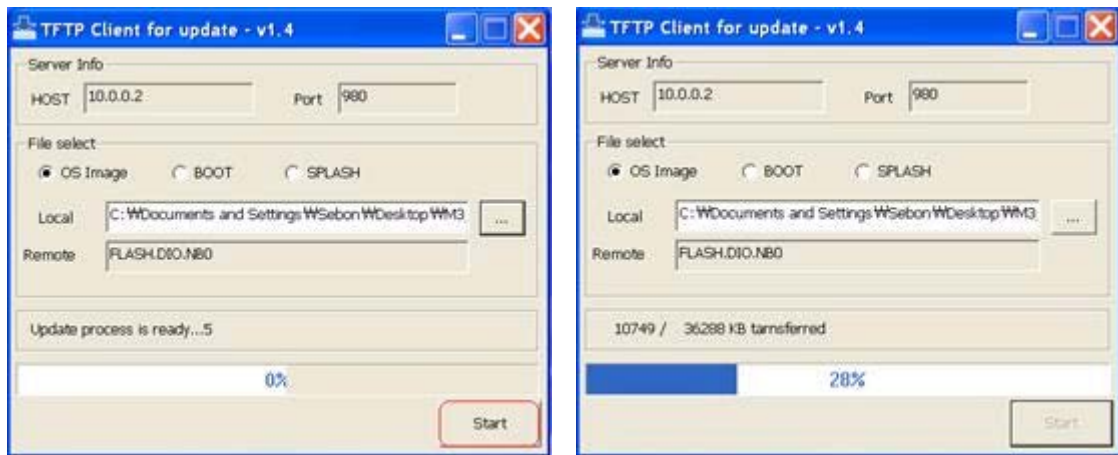 TFTP Client for update - v1.4
Server Info
HOST 10.0.0.2 Port 980
File select
OS Image BOOT SPLASH
Local C:₩Documents and Settings₩Sebon₩Desktop₩M3 ...
Remote FLASH.DIO.NB0
Update process is ready...5
0%
Start
TFTP Client for update - v1.4
Server Info
HOST 10.0.0.2 Port 980
File select
OS Image BOOT SPLASH
Local C:₩Documents and Settings₩Sebon₩Desktop₩M3 ...
Remote FLASH.DIO.NB0
10749 / 36288 KB tarnsferred
28%
Start